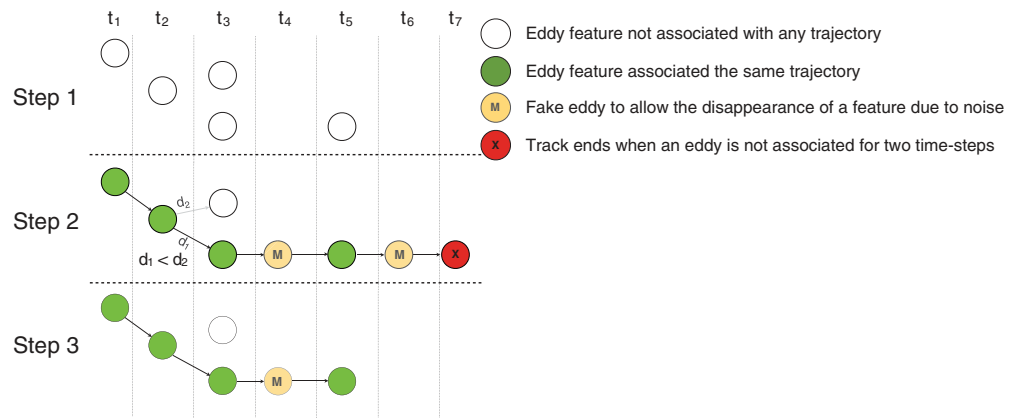 t1 t2 t3 t4 t5 t6 t7
Eddy feature not associated with any trajectory
Eddy feature associated the same trajectory
M Fake eddy to allow the disappearance of a feature due to noise
X Track ends when an eddy is not associated for two time-steps
Step 1
Step 2
d2
d1
d1 < d2
M M X
Step 3
M